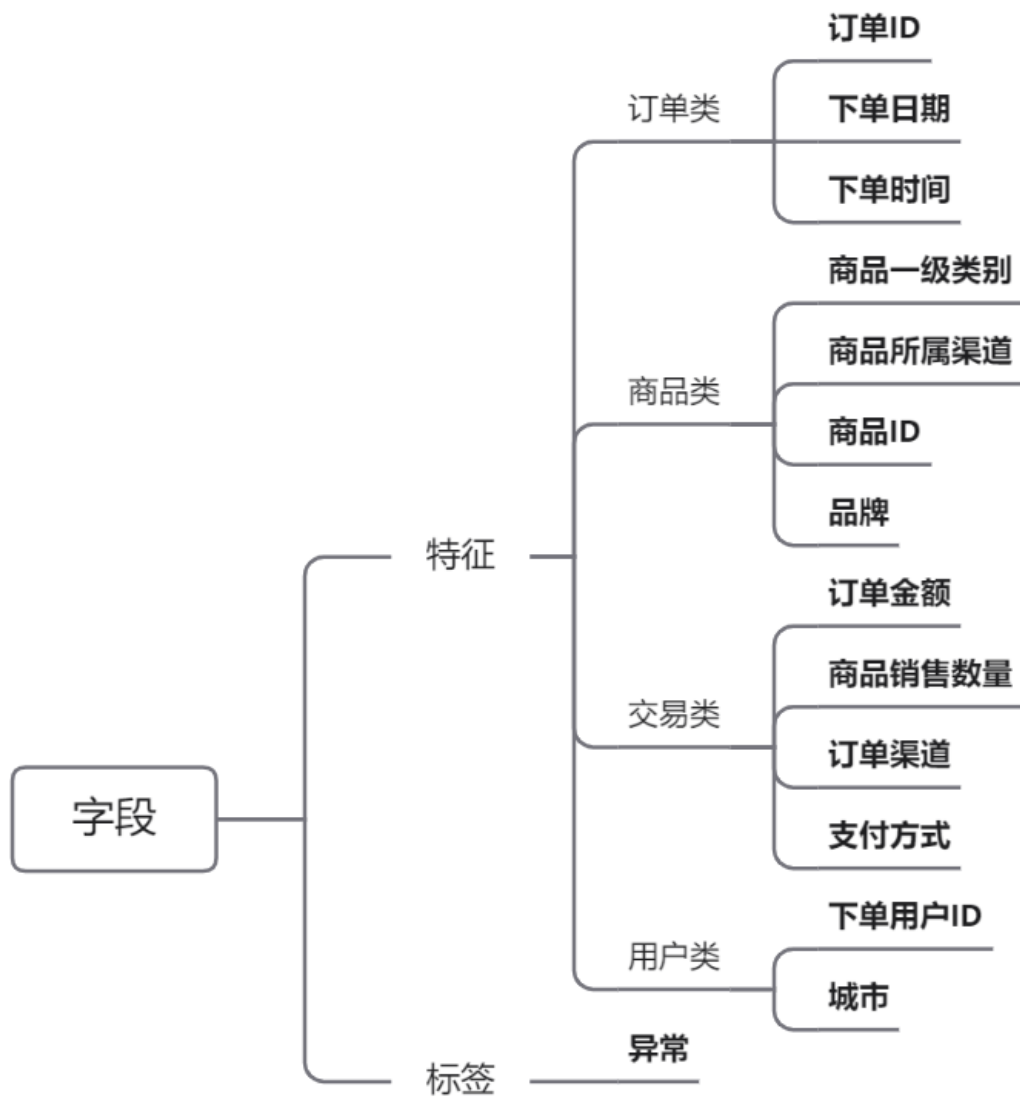 字段
特征
订单类
订单ID
下单日期
下单时间
商品类
商品一级类别
商品所属渠道
商品ID
品牌
交易类
订单金额
商品销售数量
订单渠道
支付方式
用户类
下单用户ID
城市
标签
异常